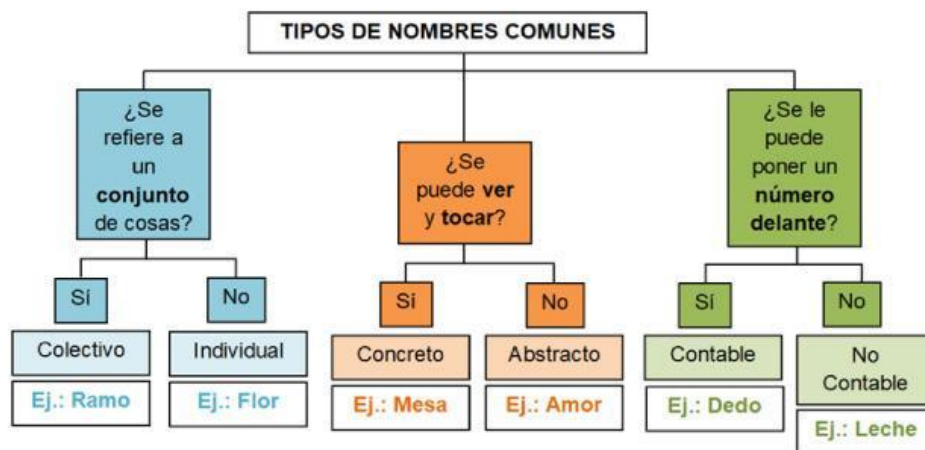 TIPOS DE NOMBRES COMUNES
¿Se
refiere a
un
conjunto
de cosas?
Sí
No
Colectivo
Individual
Ej.: Ramo
Ej.: Flor
¿Se
puede ver
y tocar?
Si
No
Concreto
Abstracto
Ej.: Mesa
Ej.: Amor
¿Se le
puede
poner un
número
delante?
Sí
No
Contable
No
Contable
Ej.: Dedo
Ej.: Leche